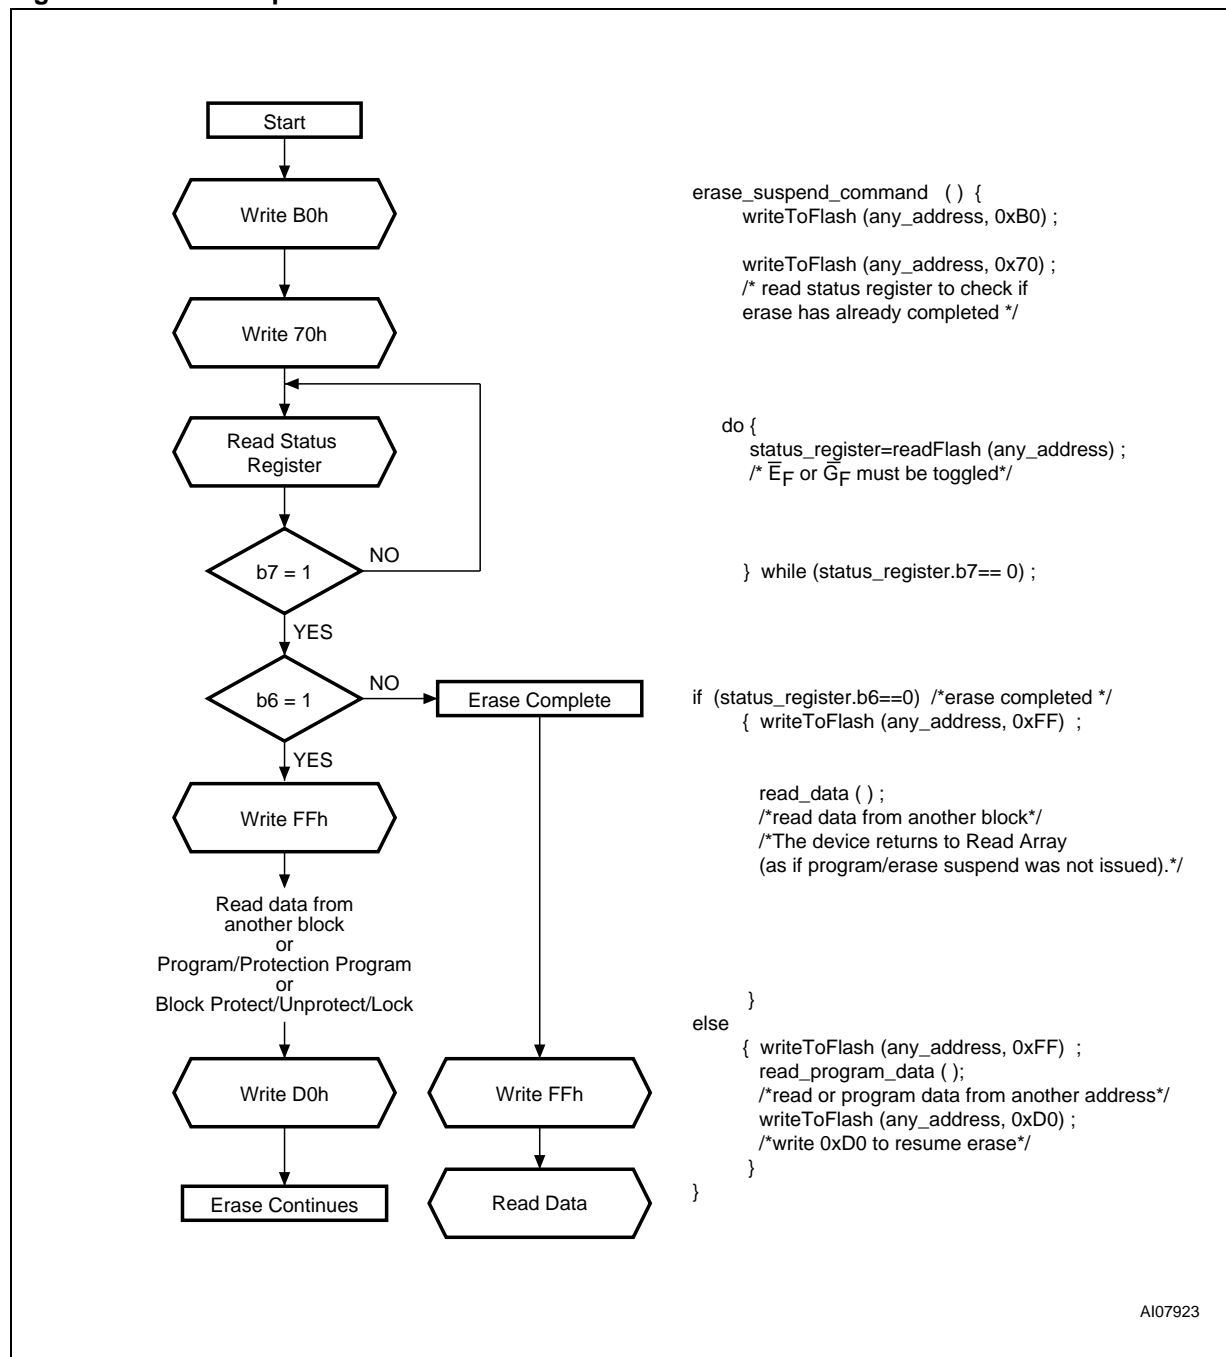 Start
Write B0h
Write 70h
Read Status
Register
NO
b7 = 1
YES
NO
b6 = 1
Erase Complete
YES
Write FFh
Read data from
another block
or
Program/Protection Program
or
Block Protect/Unprotect/Lock
Write D0h
Write FFh
Erase Continues
Read Data
erase_suspend_command ( ) {
writeToFlash (any_address, 0xB0) ;
writeToFlash (any_address, 0x70) ;
/* read status register to check if
erase has already completed */
do {
status_register=readFlash (any_address) ;
/* E̅F or G̅F must be toggled*/
} while (status_register.b7== 0) ;
if (status_register.b6==0) /*erase completed */
{ writeToFlash (any_address, 0xFF) ;
read_data ( ) ;
/*read data from another block*/
/*The device returns to Read Array
(as if program/erase suspend was not issued).*/
}
else
{ writeToFlash (any_address, 0xFF) ;
read_program_data ( );
/*read or program data from another address*/
writeToFlash (any_address, 0xD0) ;
/*write 0xD0 to resume erase*/
}
}
AI07923